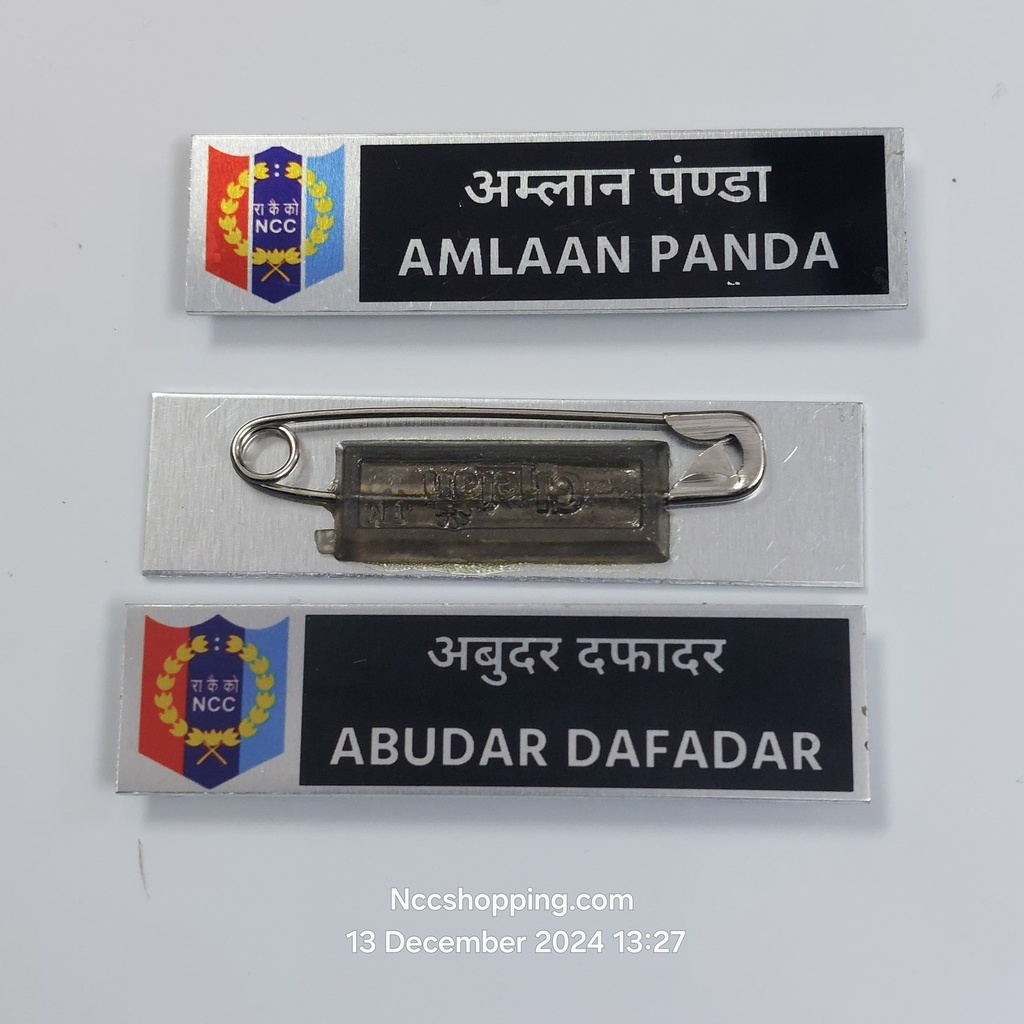 रा कै को
NCC
अम्लान पंण्डा
AMLAAN PANDA
रा कै को
NCC
अबुदर दफादर
ABUDAR DAFADAR
Nccshopping.com
13 December 2024 13:27